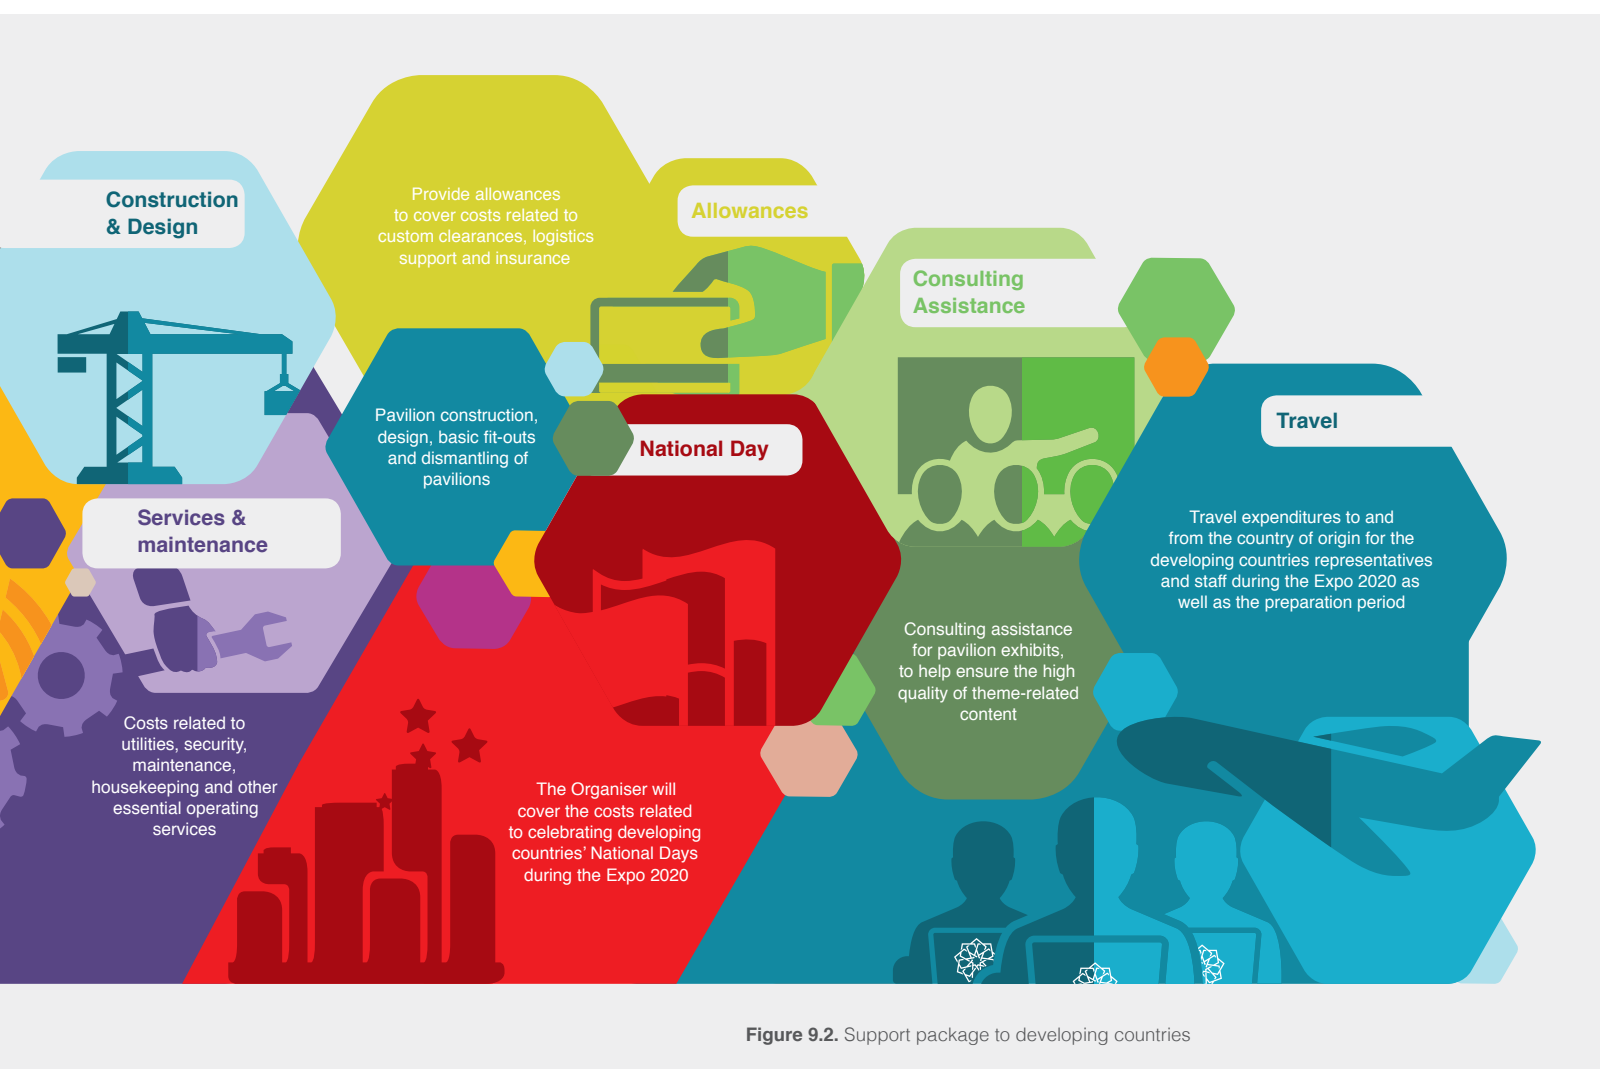 Construction
& Design
Provide allowances
to cover costs related to
custom clearances, logistics
support and insurance
Allowances
Consulting
Assistance
Pavilion construction,
design, basic fit-outs
and dismantling of
pavilions
National Day
Travel
Services &
maintenance
Travel expenditures to and
from the country of origin for the
developing countries representatives
and staff during the Expo 2020 as
well as the preparation period
Consulting assistance
for pavilion exhibits,
to help ensure the high
quality of theme-related
content
Costs related to
utilities, security,
maintenance,
housekeeping and other
essential operating
services
The Organiser will
cover the costs related
to celebrating developing
countries' National Days
during the Expo 2020
Figure 9.2. Support package to developing countries